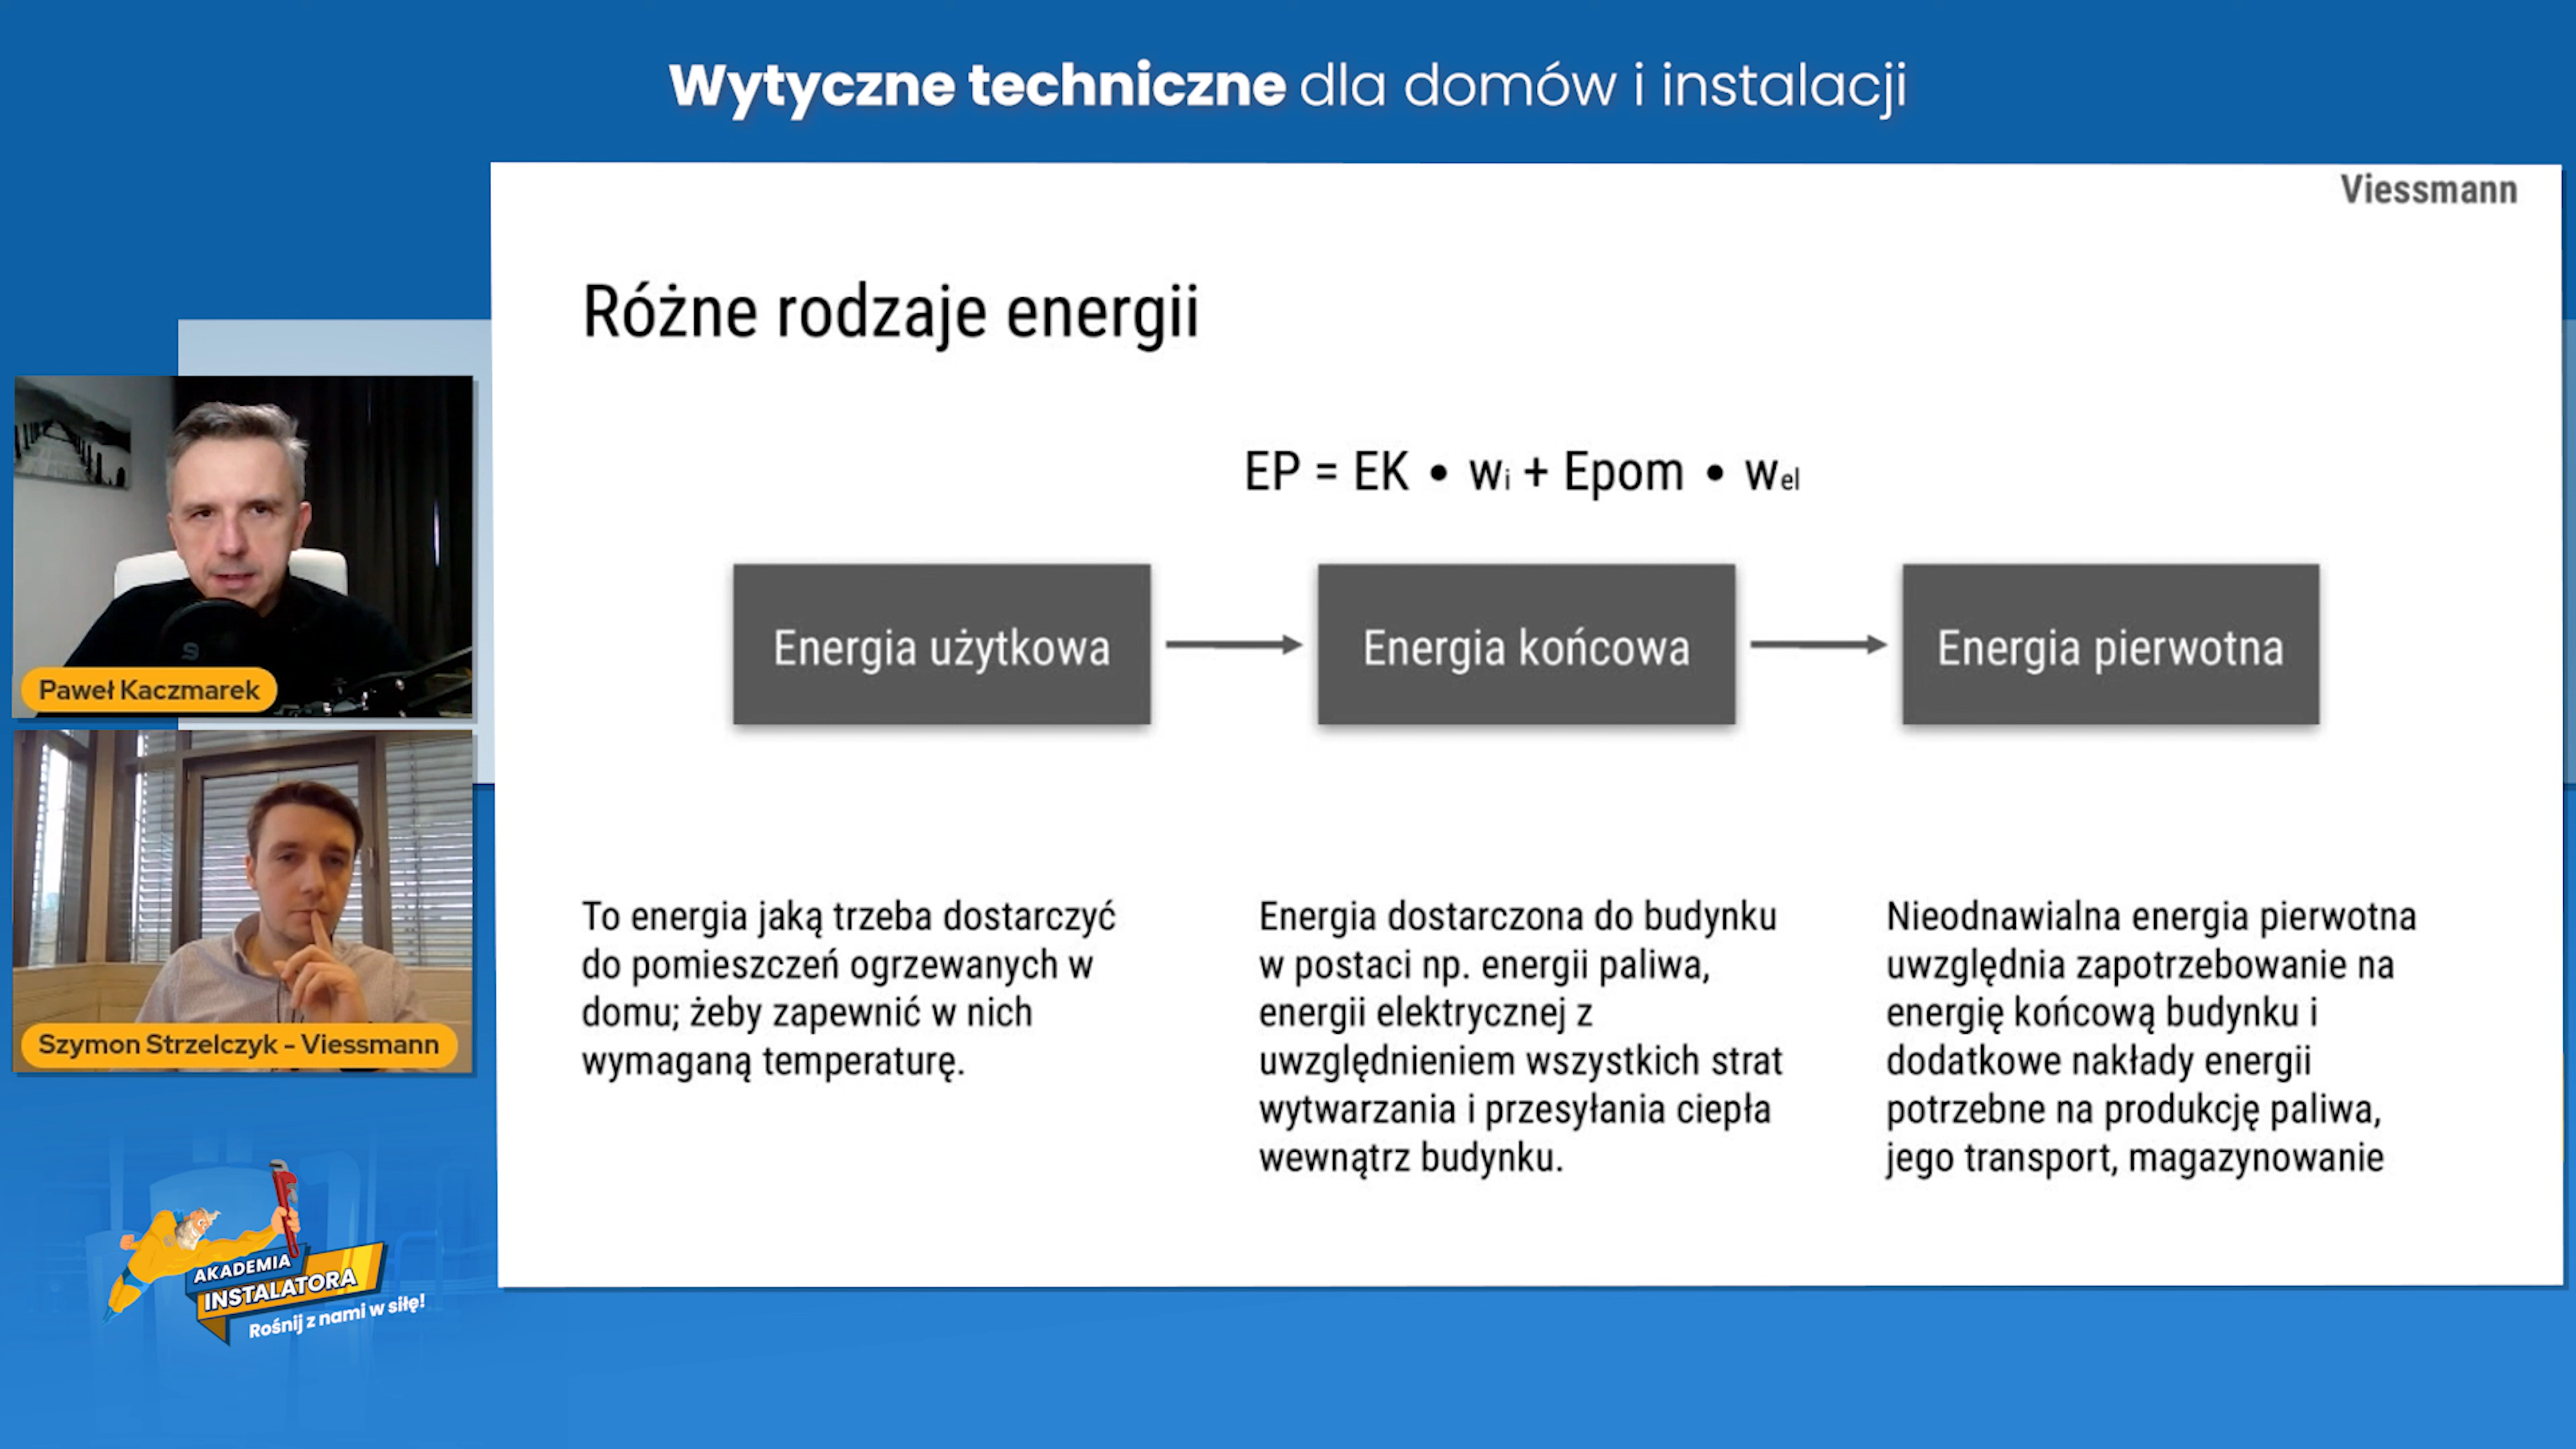 Wytyczne techniczne dla domów i instalacji
Viessmann
Różne rodzaje energii
EP = EK • wi + Epom • wel
Energia użytkowa
Energia końcowa
Energia pierwotna
To energia jaką trzeba dostarczyć
do pomieszczeń ogrzewanych w
domu; żeby zapewnić w nich
wymaganą temperaturę.
Energia dostarczona do budynku
w postaci np. energii paliwa,
energii elektrycznej z
uwzględnieniem wszystkich strat
wytwarzania i przesyłania ciepła
wewnątrz budynku.
Nieodnawialna energia pierwotna
uwzględnia zapotrzebowanie na
energię końcową budynku i
dodatkowe nakłady energii
potrzebne na produkcję paliwa,
jego transport, magazynowanie
Paweł Kaczmarek
Szymon Strzelczyk - Viessmann
AKADEMIA
INSTALATORA
Rośnij z nami w siłę!